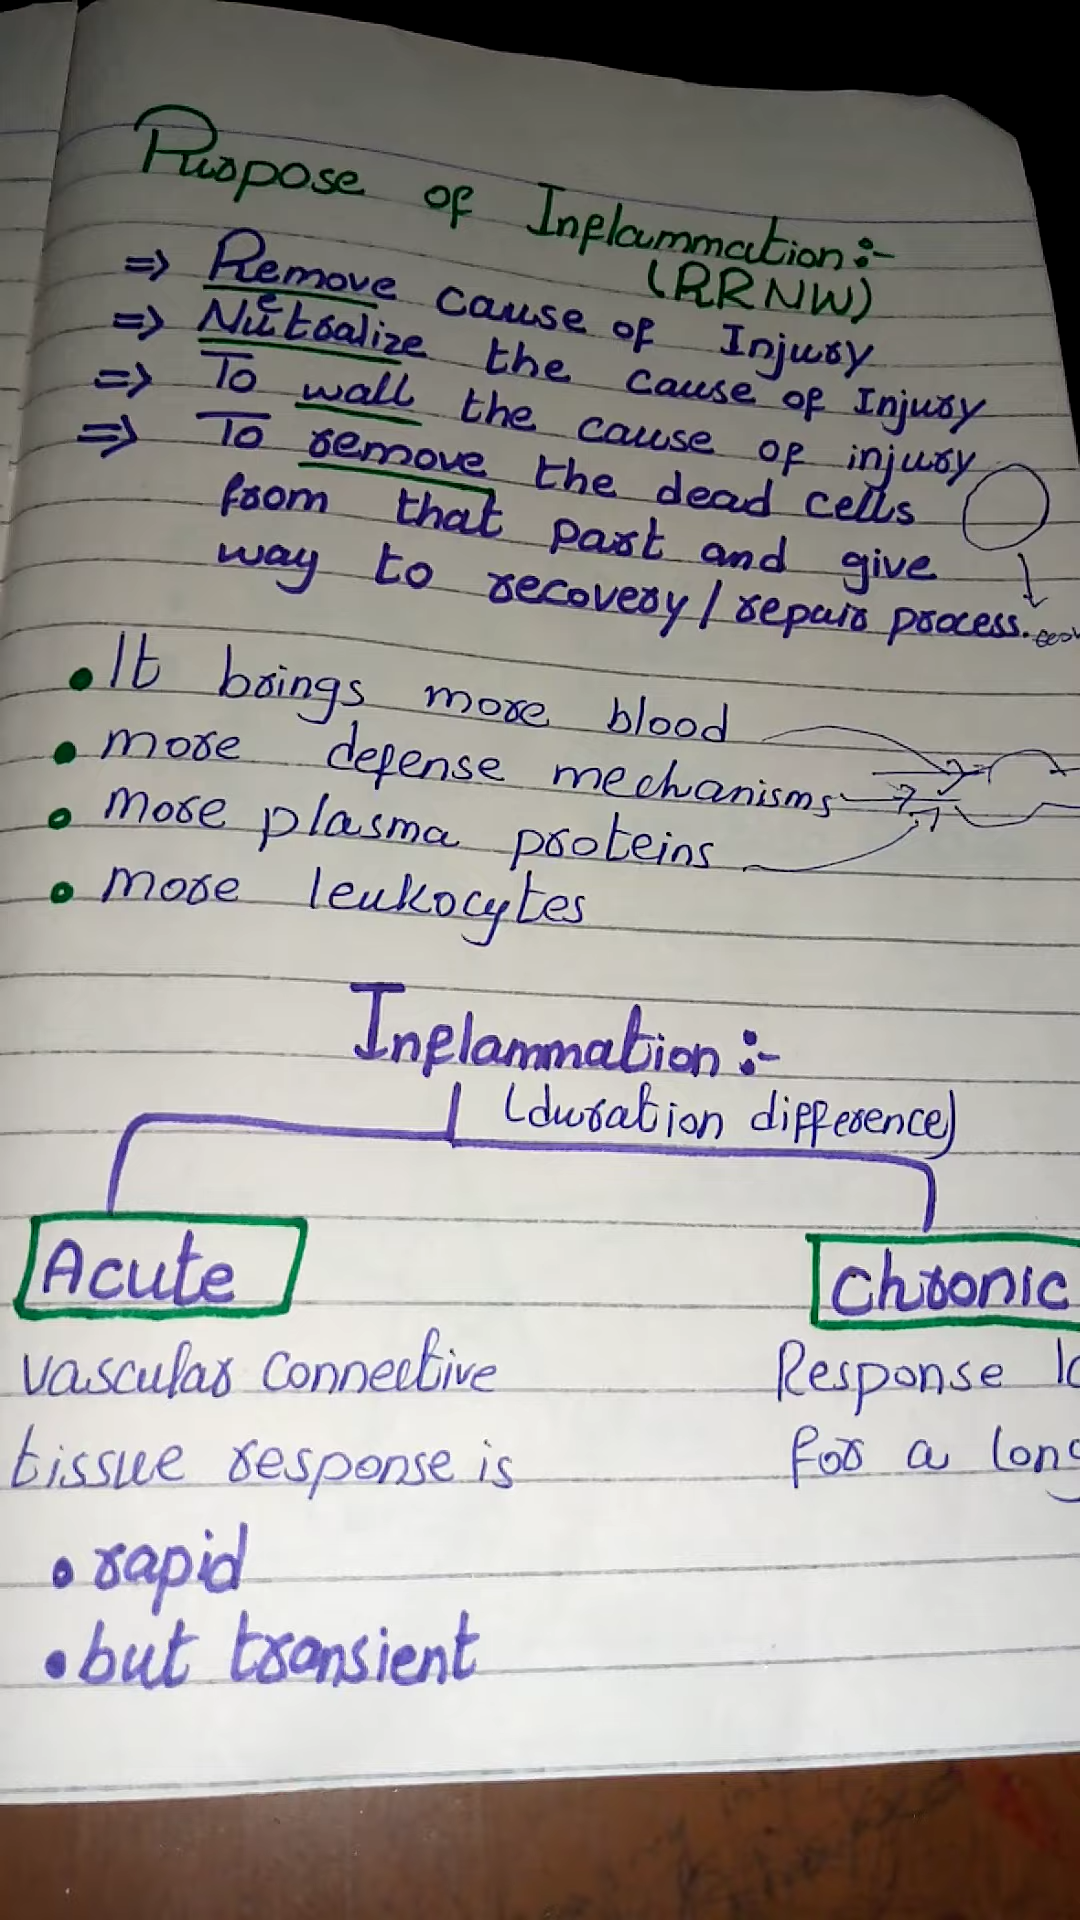 Purpose of Inflammation:-
(RRNW)
=> Remove cause of Injury
=> Neutralize the cause of Injury
=> To wall the cause of injury
=> To remove the dead cells
from that part and give
way to recovery/repair process.
• It brings more blood
• more defense mechanisms
• more plasma proteins
• more leukocytes
Inflammation:-
(duration difference)
Acute
Chronic
vascular connective
tissue response is
• rapid
• but transient
Response
for a long